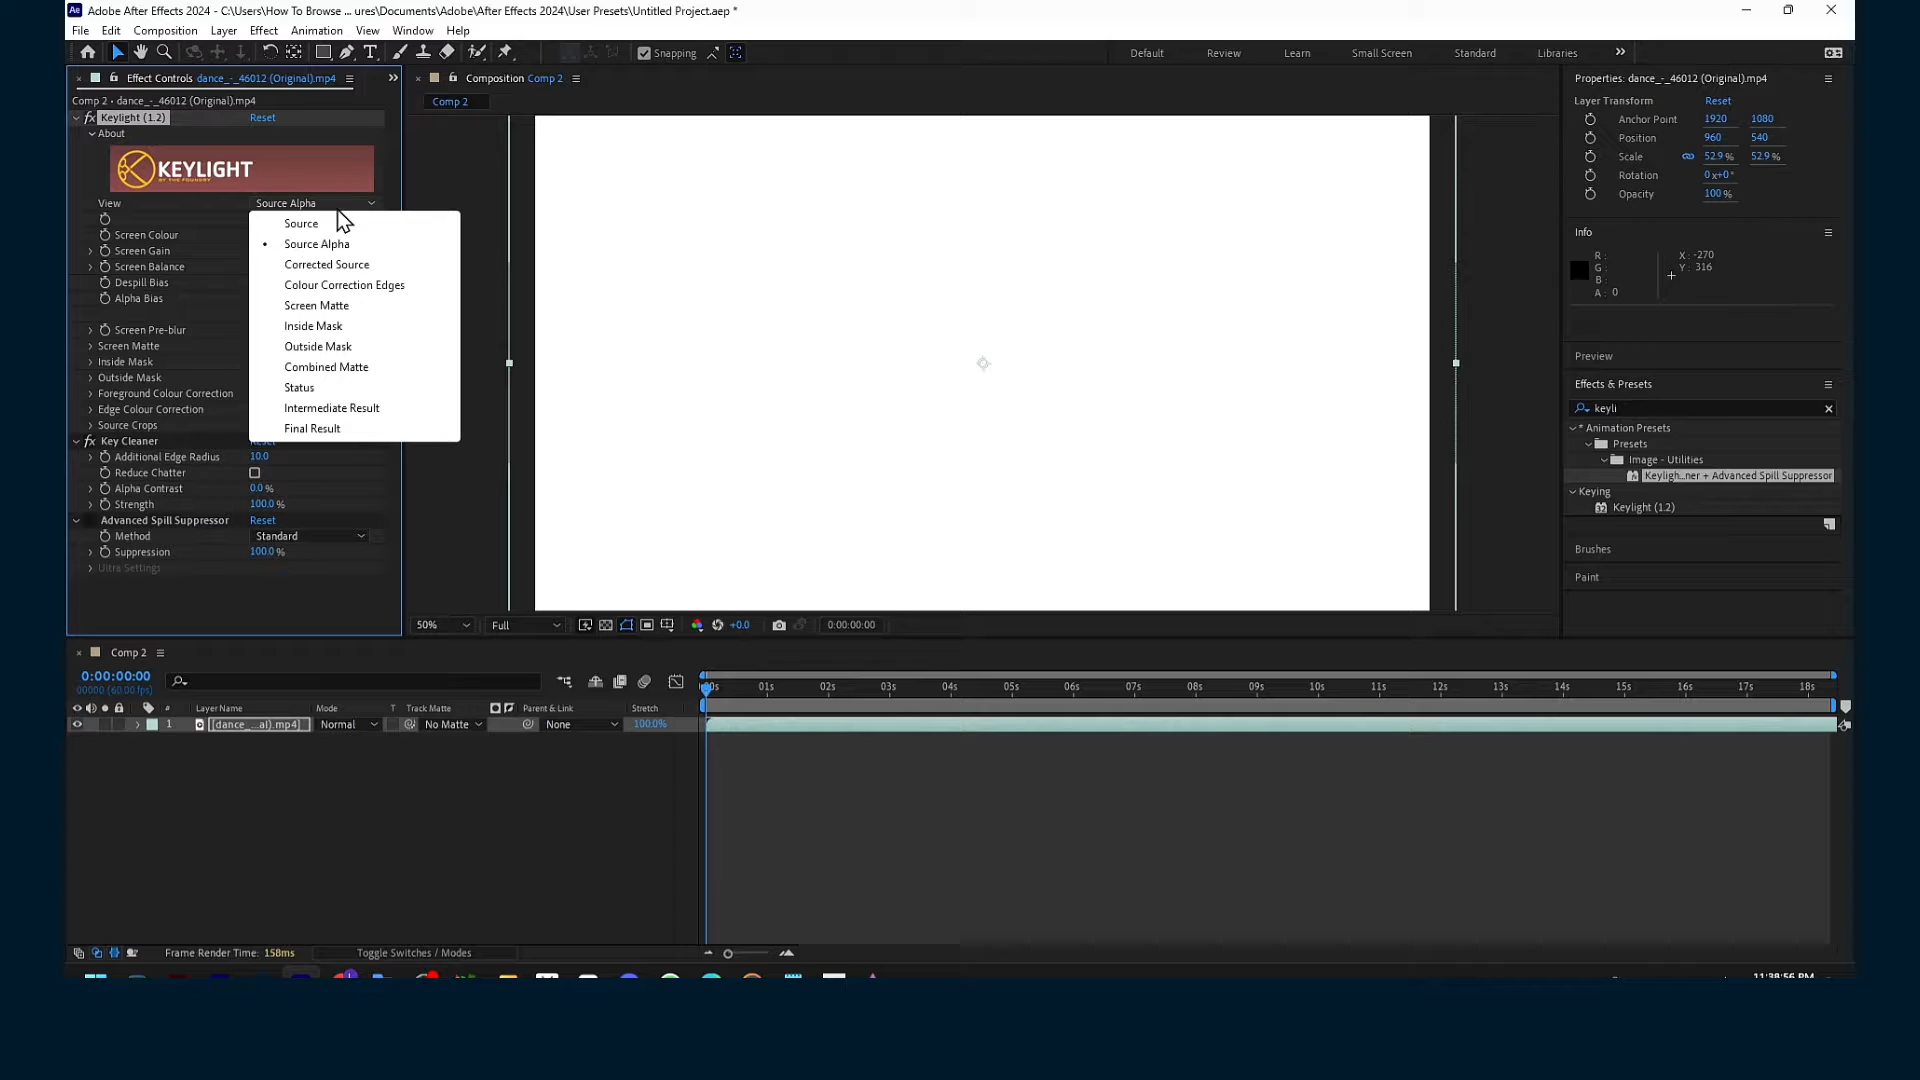 Adobe After Effects 2024 - C:\Users\How To Browse ... ures\Documents\Adobe\After Effects 2024\User Presets\Untitled Project.aep *
File Edit Composition Layer Effect Animation View Window Help
Snapping Default Review Learn Small Screen Standard Libraries
Effect Controls dance_-_46012 (Original).mp4
Comp 2 • dance_-_46012 (Original).mp4
Keylight (1.2) Reset
About
KEYLIGHT
BY THE FOUNDRY
View Source Alpha
Source
Source Alpha
Corrected Source
Colour Correction Edges
Screen Matte
Inside Mask
Outside Mask
Combined Matte
Status
Intermediate Result
Final Result
Screen Colour
Screen Gain
Screen Balance
Despill Bias
Alpha Bias
Screen Pre-blur
Screen Matte
Inside Mask
Outside Mask
Foreground Colour Correction
Edge Colour Correction
Source Crops
Key Cleaner Reset
Additional Edge Radius 10.0
Reduce Chatter
Alpha Contrast 0.0 %
Strength 100.0 %
Advanced Spill Suppressor Reset
Method Standard
Suppression 100.0 %
Ultra Settings
Composition Comp 2
Comp 2
50% Full +0.0 0:00:00:00
Properties: dance_-_46012 (Original).mp4
Layer Transform Reset
Anchor Point 1920 1080
Position 960 540
Scale 52.9 % 52.9 %
Rotation 0x+0°
Opacity 100 %
Info
R :
G :
B :
A : 0
X : -270
Y : 316
Preview
Effects & Presets
keyli
* Animation Presets
Presets
Image - Utilities
Keyligh...ner + Advanced Spill Suppressor
Keying
Keylight (1.2)
Brushes
Paint
Comp 2
0:00:00:00
00000 (60.00 fps)
00s 01s 02s 03s 04s 05s 06s 07s 08s 09s 10s 11s 12s 13s 14s 15s 16s 17s 18s
# Layer Name Mode T Track Matte Parent & Link Stretch
1 [dance_...al).mp4] Normal No Matte None 100.0%
Frame Render Time: 158ms Toggle Switches / Modes
11:38:56 PM